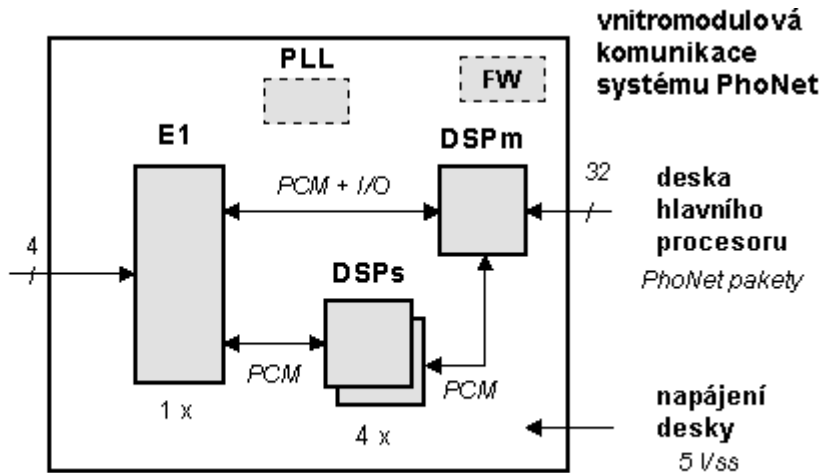 vnitromodulová
komunikace
systému PhoNet
PLL
FW
E1
DSPm
PCM + I/O
32
deska
hlavního
procesoru
PhoNet pakety
4
DSPs
PCM
PCM
1 x
4 x
napájení
desky
5 Vss